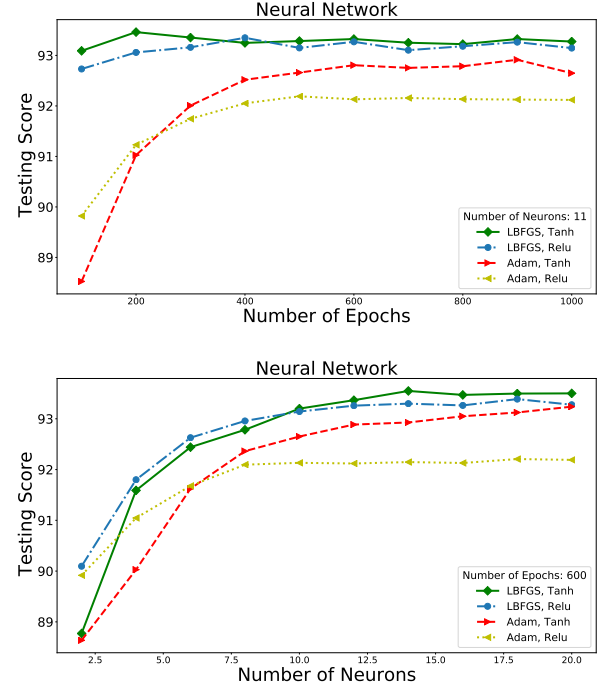 Neural Network
93
92
91
90
89
Testing Score
Number of Neurons: 11
LBFGS, Tanh
LBFGS, Relu
Adam, Tanh
Adam, Relu
200 400 600 800 1000
Number of Epochs
Neural Network
93
92
91
90
89
Testing Score
Number of Epochs: 600
LBFGS, Tanh
LBFGS, Relu
Adam, Tanh
Adam, Relu
2.5 5.0 7.5 10.0 12.5 15.0 17.5 20.0
Number of Neurons